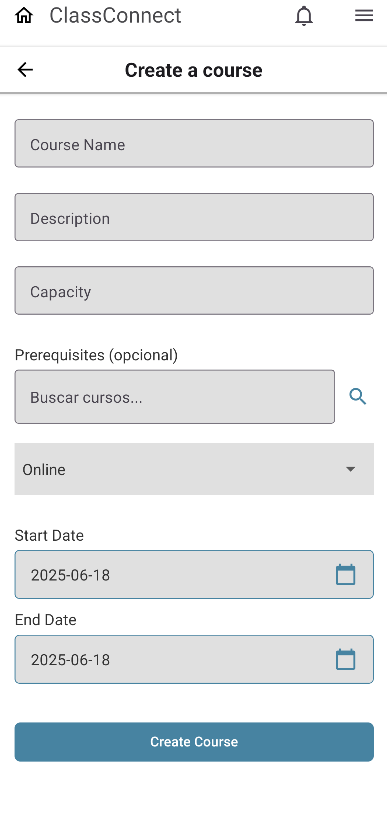 ClassConnect
Create a course
Course Name
Description
Capacity
Prerequisites (opcional)
Buscar cursos...
Online
Start Date
2025-06-18
End Date
2025-06-18
Create Course